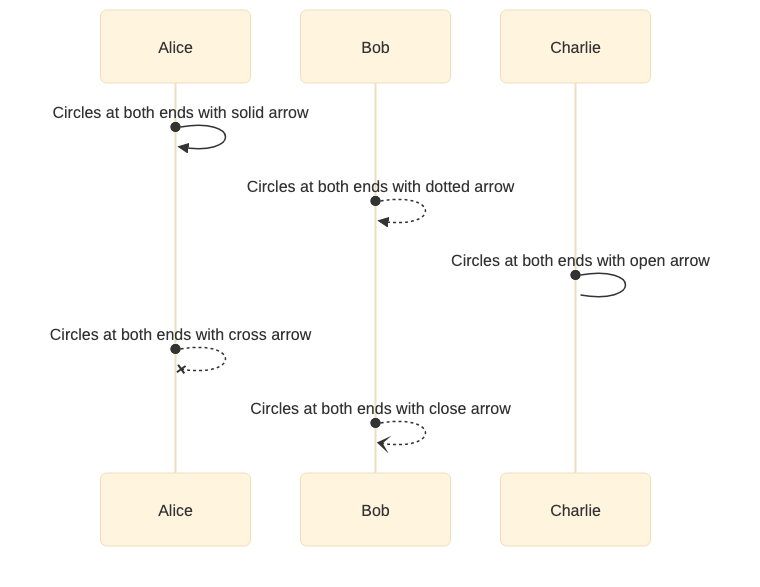 Alice
Bob
Charlie
Circles at both ends with solid arrow
Circles at both ends with dotted arrow
Circles at both ends with open arrow
Circles at both ends with cross arrow
Circles at both ends with close arrow
Alice
Bob
Charlie